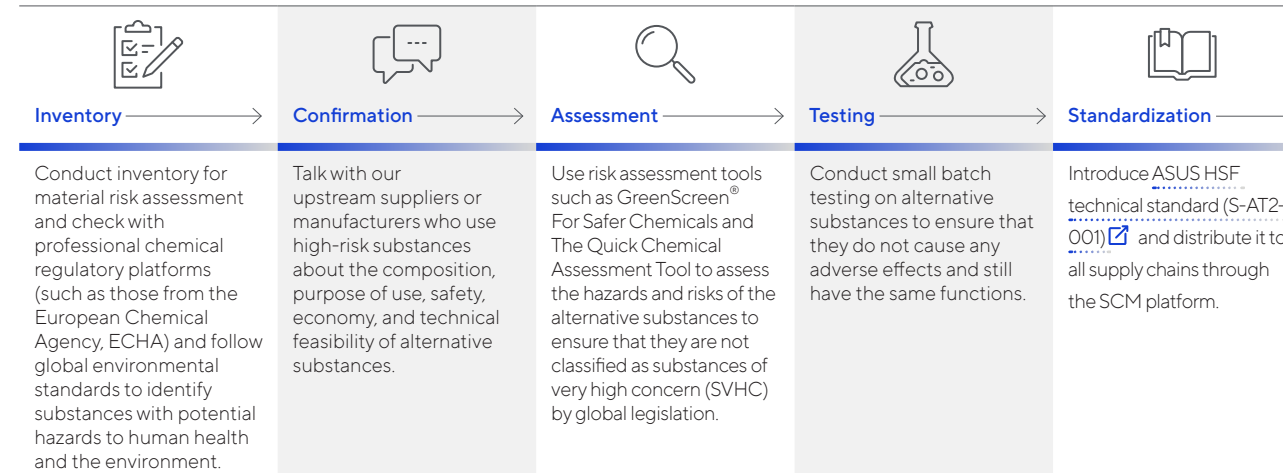 Inventory
Conduct inventory for
material risk assessment
and check with
professional chemical
regulatory platforms
(such as those from the
European Chemical
Agency, ECHA) and follow
global environmental
standards to identify
substances with potential
hazards to human health
and the environment.
Confirmation
Talk with our
upstream suppliers or
manufacturers who use
high-risk substances
about the composition,
purpose of use, safety,
economy, and technical
feasibility of alternative
substances.
Assessment
Use risk assessment tools
such as GreenScreen®
For Safer Chemicals and
The Quick Chemical
Assessment Tool to assess
the hazards and risks of the
alternative substances to
ensure that they are not
classified as substances of
very high concern (SVHC)
by global legislation.
Testing
Conduct small batch
testing on alternative
substances to ensure that
they do not cause any
adverse effects and still
have the same functions.
Standardization
Introduce ASUS HSF
technical standard (S-AT2-
001) and distribute it to
all supply chains through
the SCM platform.